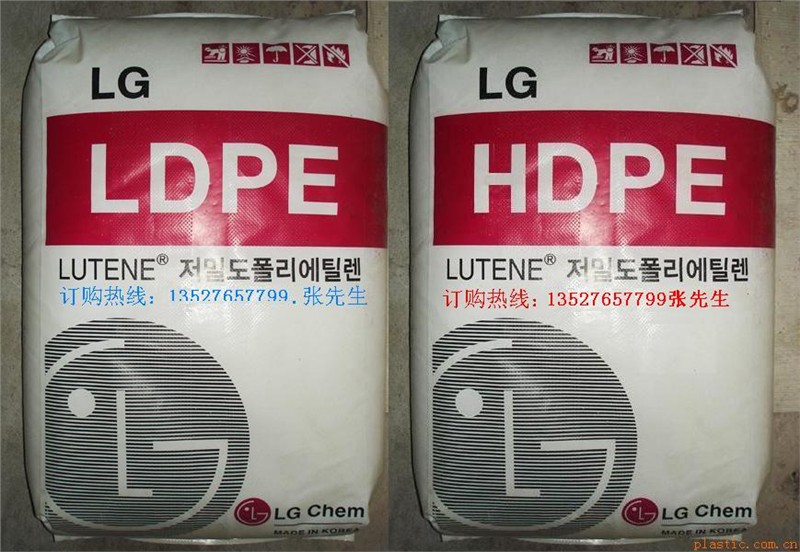 LG
LDPE
LUTENE® 저밀도폴리에틸렌
订购热线：13527657799.张先生
LG
LG Chem
MADE IN KOREA
LG
HDPE
LUTENE® 저밀도폴리에틸렌
订购热线：13527657799张先生
LG
LG Chem
MADE IN KOREA
plastic.com.cn